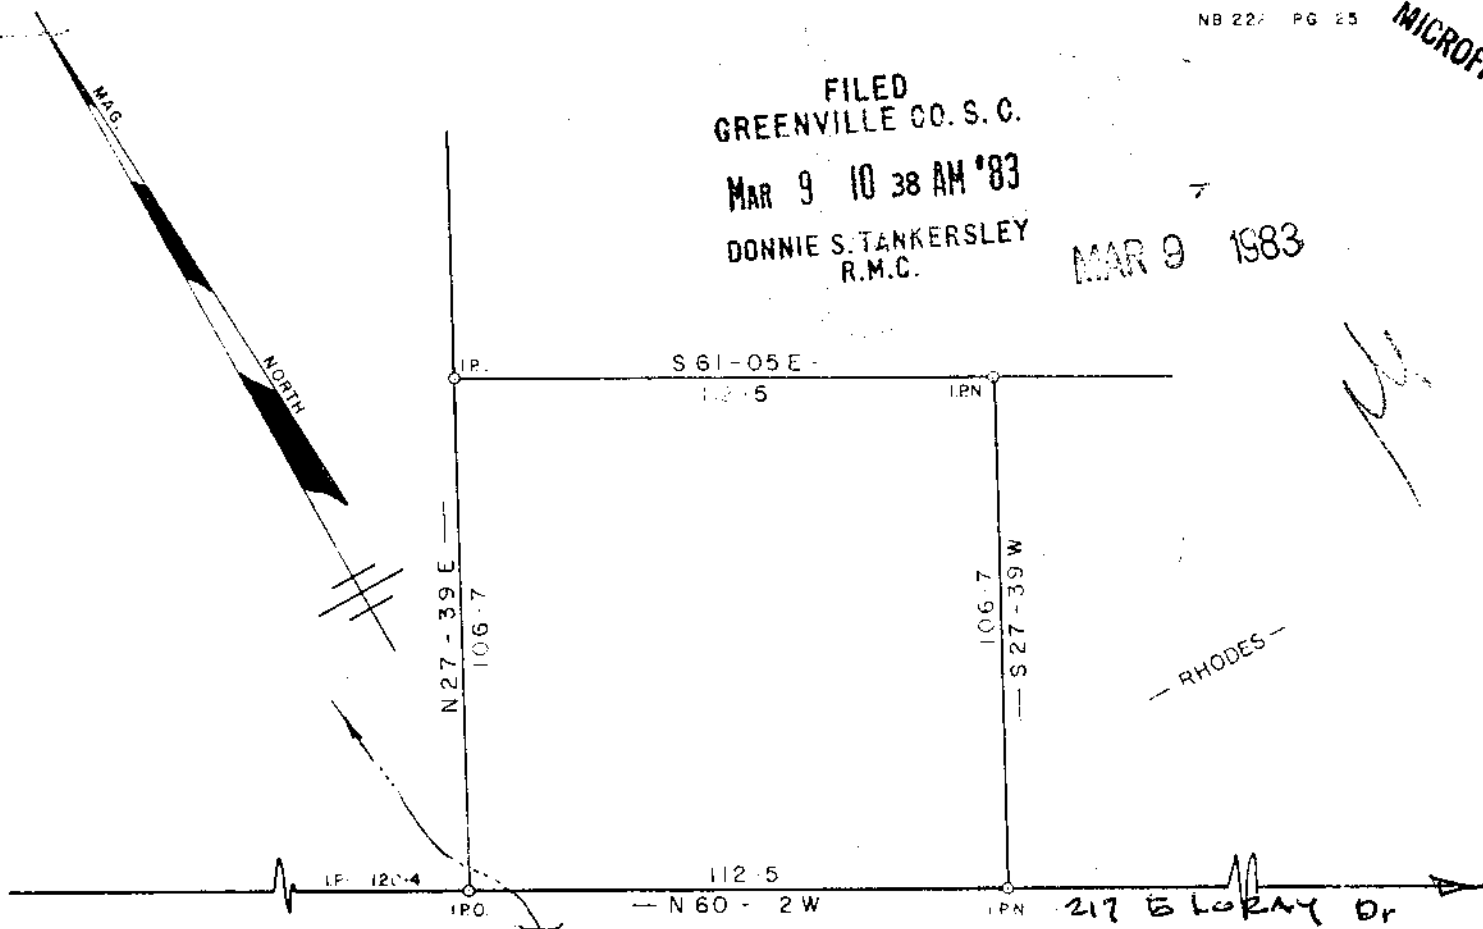 NB 22 PG 25
MICROF
FILED
GREENVILLE CO. S. C.
MAR 9 10 38 AM '83
DONNIE S. TANKERSLEY
R.M.C.
MAR 9 1983
MAG.
NORTH
I.P.
S 61-05 E -
I.P.N
N 27 - 39 E —
106.7
106.7
— S 27 - 39 W
— RHODES —
I.P. 120.4
112.5
I.P.O.
— N 60 - 2 W
I.P.N
217 E LORAY Dr